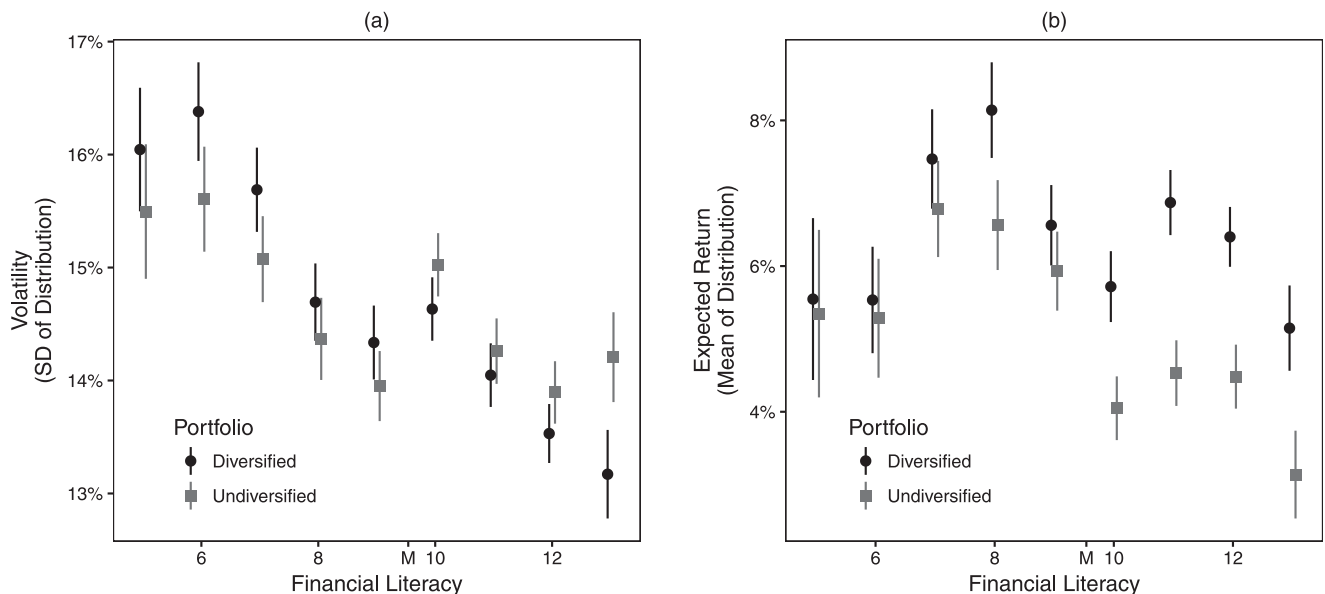 (a)
17%
16%
15%
14%
13%
Volatility
(SD of Distribution)
Portfolio
Diversified
Undiversified
6 8 M 10 12
Financial Literacy
(b)
8%
6%
4%
Expected Return
(Mean of Distribution)
Portfolio
Diversified
Undiversified
6 8 M 10 12
Financial Literacy